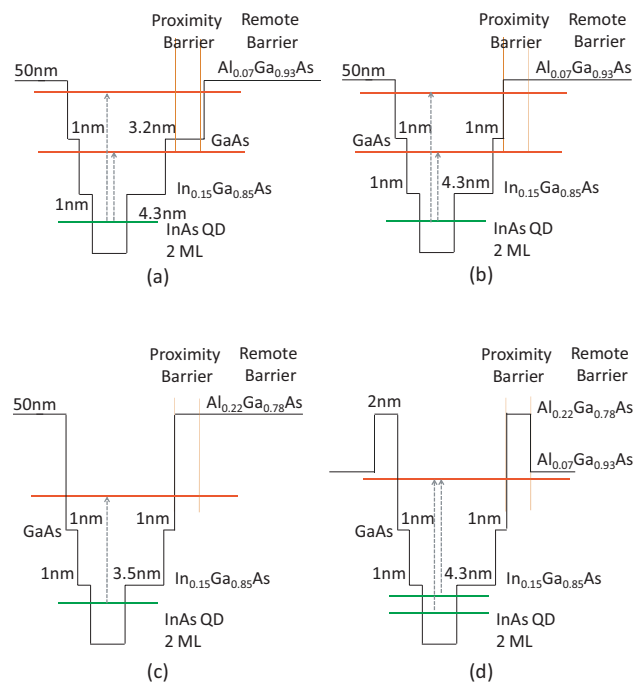 Proximity Barrier
Remote Barrier
50nm
Al0.07Ga0.93As
1nm
3.2nm
GaAs
1nm
In0.15Ga0.85As
4.3nm
InAs QD
2 ML
(a)
Proximity Barrier
Remote Barrier
50nm
Al0.07Ga0.93As
1nm
1nm
GaAs
1nm
4.3nm
In0.15Ga0.85As
InAs QD
2 ML
(b)
Proximity Barrier
Remote Barrier
50nm
Al0.22Ga0.78As
1nm
1nm
GaAs
1nm
3.5nm
In0.15Ga0.85As
InAs QD
2 ML
(c)
Proximity Barrier
Remote Barrier
2nm
Al0.22Ga0.78As
Al0.07Ga0.93As
1nm
1nm
GaAs
1nm
4.3nm
In0.15Ga0.85As
InAs QD
2 ML
(d)